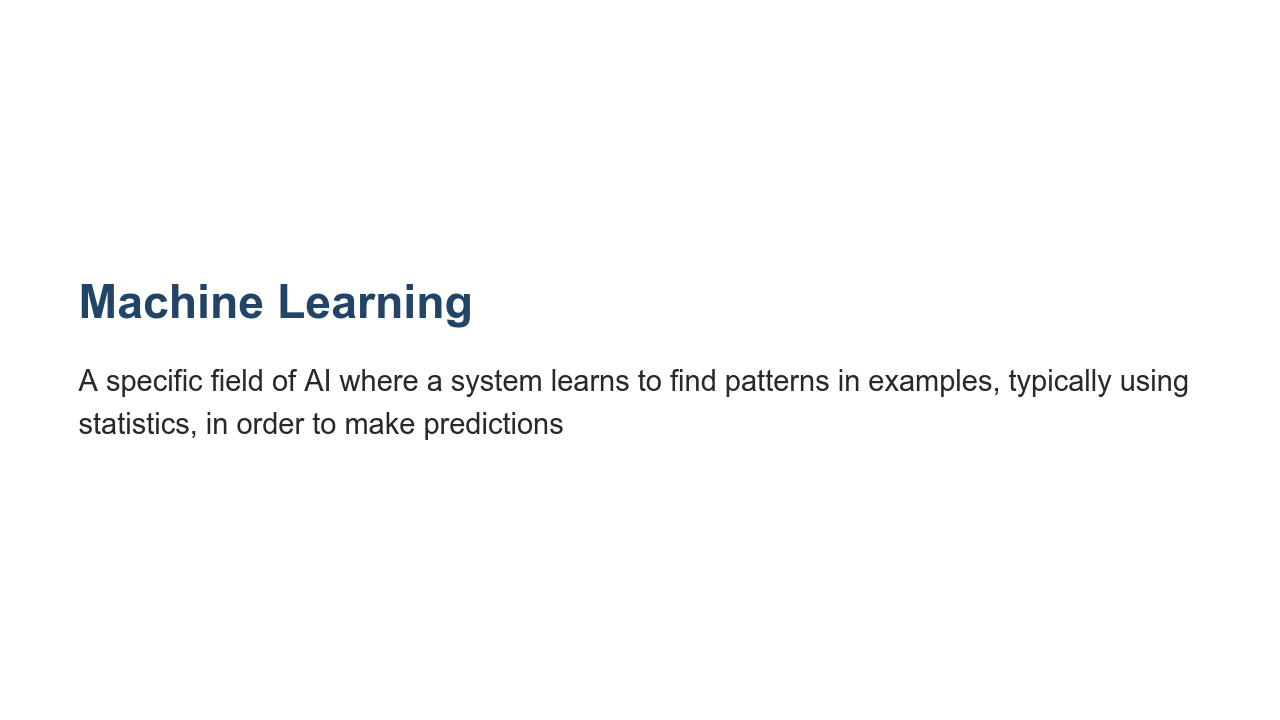 Machine Learning
A specific field of AI where a system learns to find patterns in examples, typically using
statistics, in order to make predictions